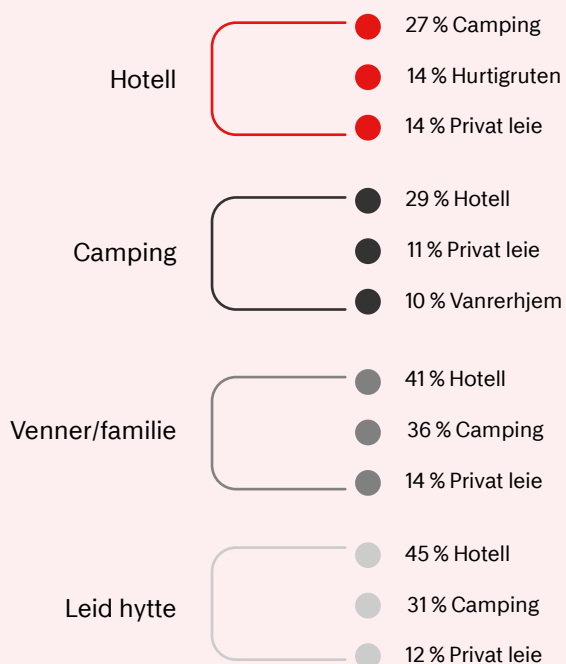 Hotell
27 % Camping
14 % Hurtigruten
14 % Privat leie
Camping
29 % Hotell
11 % Privat leie
10 % Vanrerhjem
Venner/familie
41 % Hotell
36 % Camping
14 % Privat leie
Leid hytte
45 % Hotell
31 % Camping
12 % Privat leie